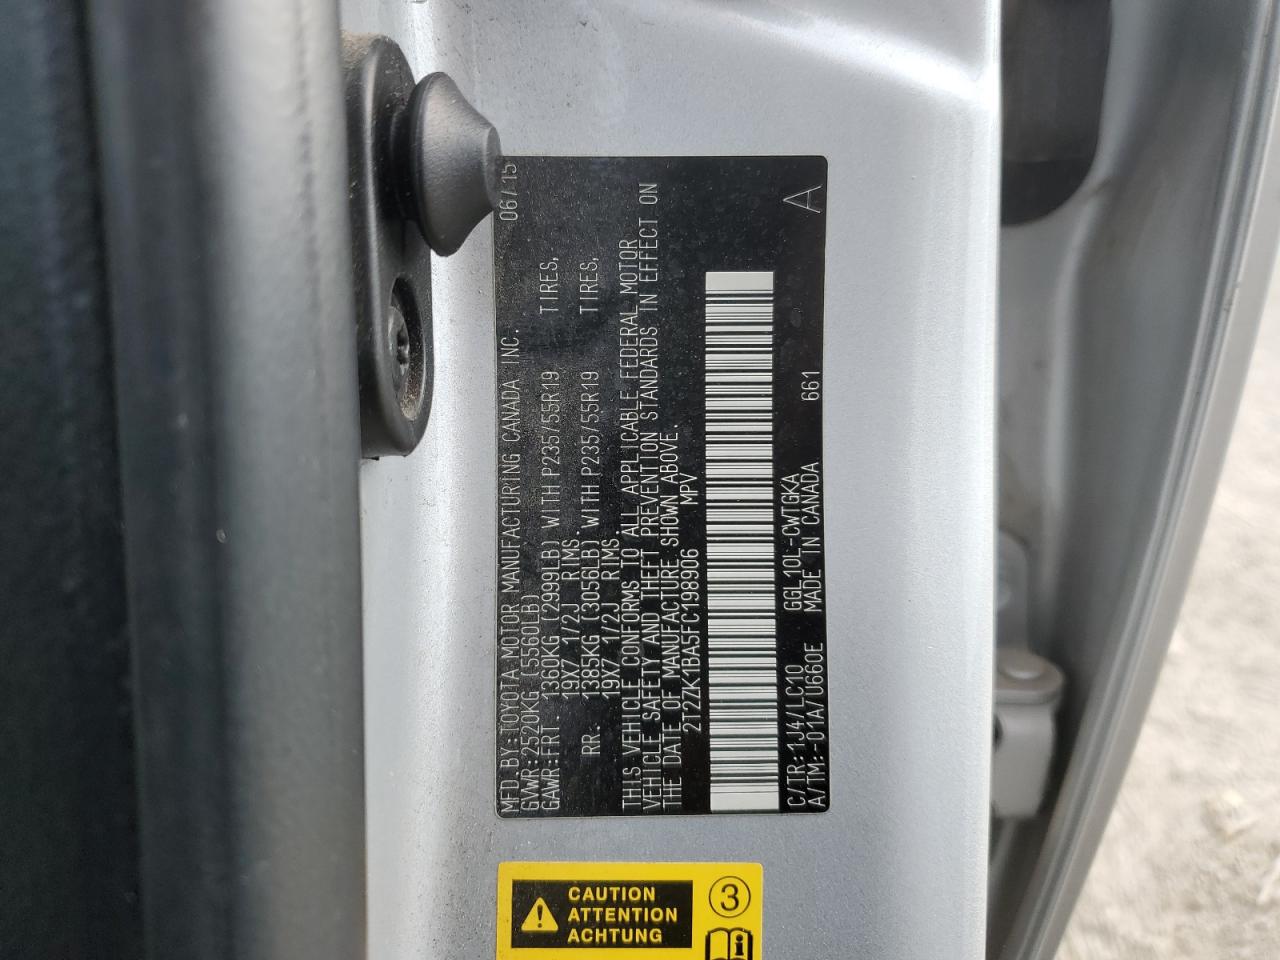 MFD.BY:TOYOTA MOTOR MANUFACTURING CANADA INC. 06/15
GVWR:2520KG (5560LB)
GAWR:FRT. 1360KG (2999LB) WITH P235/55R19 TIRES,
19X7 1/2J RIMS.
RR. 1385KG (3056LB) WITH P235/55R19 TIRES,
19X7 1/2J RIMS.
THIS VEHICLE CONFORMS TO ALL APPLICABLE FEDERAL MOTOR
VEHICLE SAFETY AND THEFT PREVENTION STANDARDS IN EFFECT ON
THE DATE OF MANUFACTURE SHOWN ABOVE.
2T2ZK1BA5FC198906 MPV
C/TR:1J4/LC10 GGL10L-CWTGKA
A/TM:-01A/U660E MADE IN CANADA 661 A
CAUTION
ATTENTION
ACHTUNG
3
i